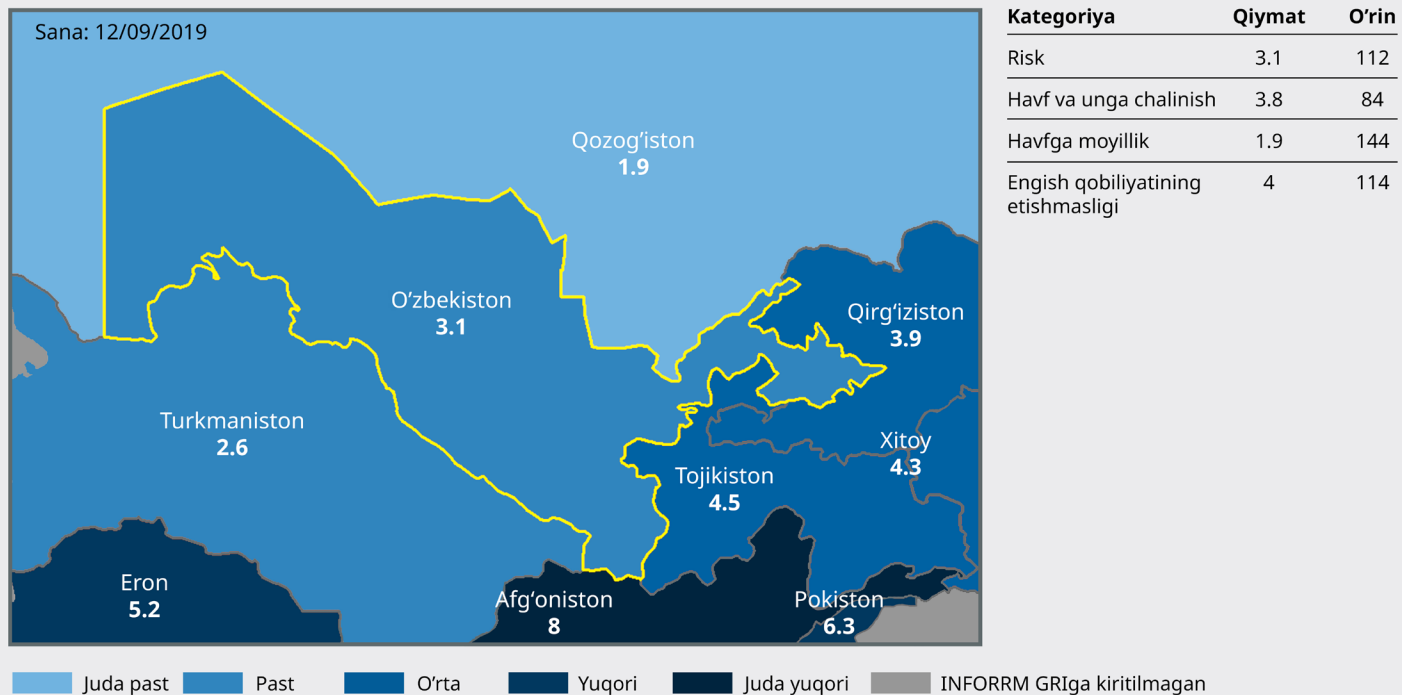 Sana: 12/09/2019
Qozog‘iston
1.9
O‘zbekiston
3.1
Qirg‘iziston
3.9
Turkmaniston
2.6
Xitoy
4.3
Tojikiston
4.5
Eron
5.2
Afg‘oniston
8
Pokiston
6.3
Juda past
Past
O‘rta
Yuqori
Juda yuqori
INFORRM GRIga kiritilmagan
Kategoriya Qiymat O‘rin
Risk 3.1 112
Havf va unga chalinish 3.8 84
Havfga moyillik 1.9 144
Engish qobiliyatining 4 114
etishmasligi